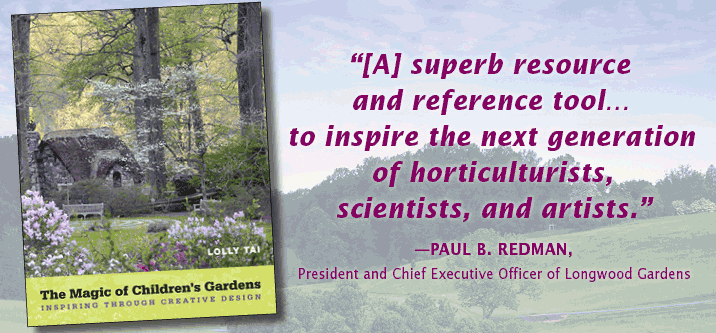 LOLLY TAI
The Magic of Children's Gardens
INSPIRING THROUGH CREATIVE DESIGN
“[A] superb resource
and reference tool…
to inspire the next generation
of horticulturists,
scientists, and artists.”
—PAUL B. REDMAN,
President and Chief Executive Officer of Longwood Gardens